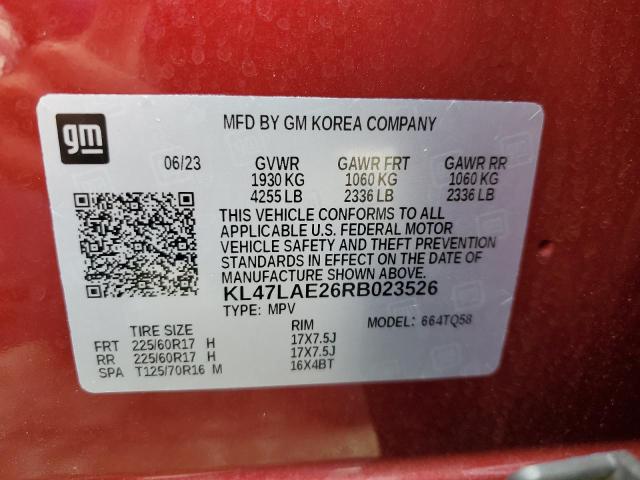 gm
MFD BY GM KOREA COMPANY
06/23 GVWR GAWR FRT GAWR RR
1930 KG 1060 KG 1060 KG
4255 LB 2336 LB 2336 LB
THIS VEHICLE CONFORMS TO ALL
APPLICABLE U.S. FEDERAL MOTOR
VEHICLE SAFETY AND THEFT PREVENTION
STANDARDS IN EFFECT ON THE DATE OF
MANUFACTURE SHOWN ABOVE.
KL47LAE26RB023526
TYPE: MPV MODEL: 664TQ58
TIRE SIZE RIM
FRT 225/60R17 H 17X7.5J
RR 225/60R17 H 17X7.5J
SPA T125/70R16 M 16X4BT